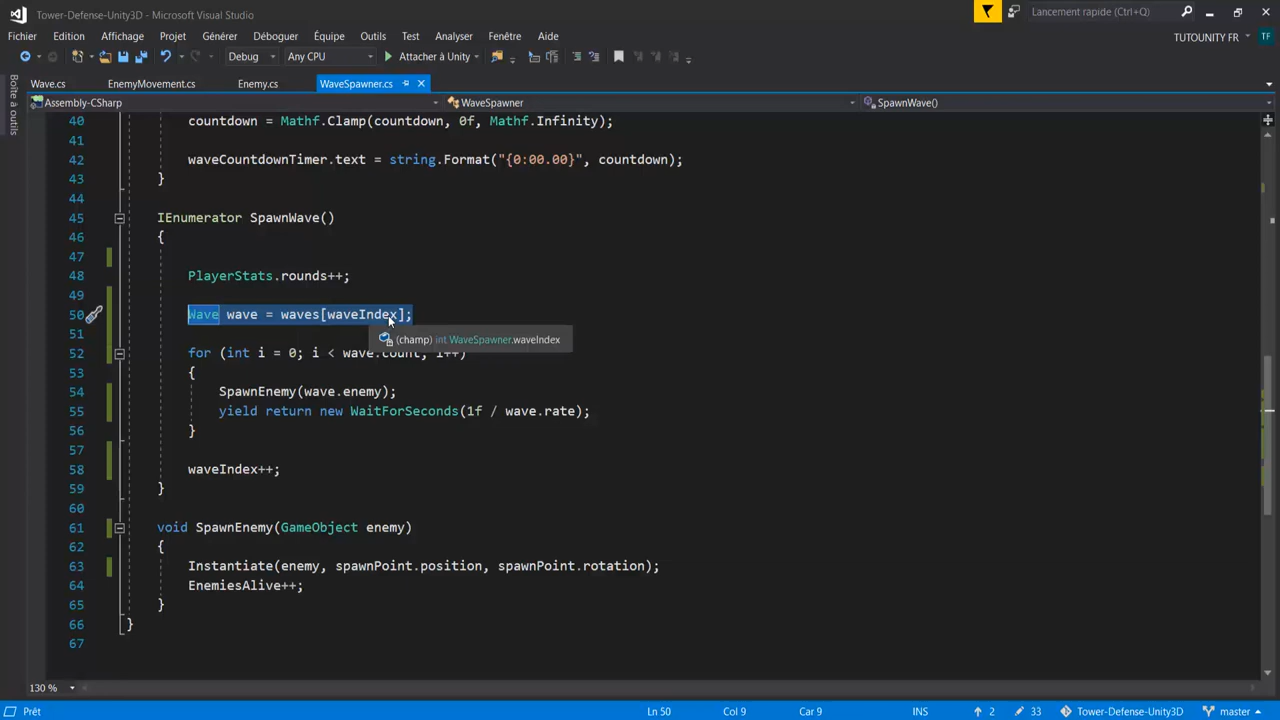 Tower-Defense-Unity3D - Microsoft Visual Studio
Lancement rapide (Ctrl+Q)
Fichier Edition Affichage Projet Générer Déboguer Équipe Outils Test Analyser Fenêtre Aide
TUTOUNITY FR
TF
Debug Any CPU Attacher à Unity
Boîte à outils
Wave.cs EnemyMovement.cs Enemy.cs WaveSpawner.cs
Assembly-CSharp WaveSpawner SpawnWave()
40 countdown = Mathf.Clamp(countdown, 0f, Mathf.Infinity);
41
42 waveCountdownTimer.text = string.Format("{0:00.00}", countdown);
43 }
44
45 IEnumerator SpawnWave()
46 {
47
48 PlayerStats.rounds++;
49
50 Wave wave = waves[waveIndex];
51
(champ) int WaveSpawner.waveIndex
52 for (int i = 0; i < wave.count; i++)
53 {
54 SpawnEnemy(wave.enemy);
55 yield return new WaitForSeconds(1f / wave.rate);
56 }
57
58 waveIndex++;
59 }
60
61 void SpawnEnemy(GameObject enemy)
62 {
63 Instantiate(enemy, spawnPoint.position, spawnPoint.rotation);
64 EnemiesAlive++;
65 }
66 }
67
130 %
Prêt Ln 50 Col 9 Car 9 INS 2 33 Tower-Defense-Unity3D master